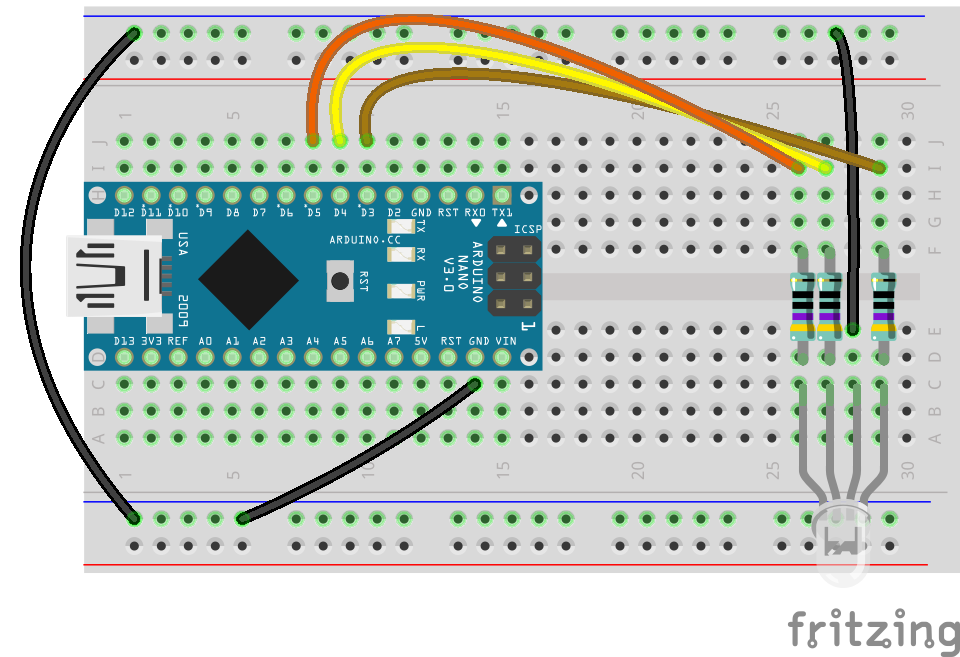 1 5 10 15 20 25 30
J J
I I
H H
G G
F F
D12 D11 D10 D9 D8 D7 D6 D5 D4 D3 D2 GND RST RX0 TX1
ARDUINO.CC
TX
RX
PWR
L
RST
USA
2009
ARDUINO
NANO
V3.0
ICSP
1
D13 3V3 REF A0 A1 A2 A3 A4 A5 A6 A7 5V RST GND VIN
E
D D
C C
B B
A A
1 5 10 15 20 25 30
fritzing